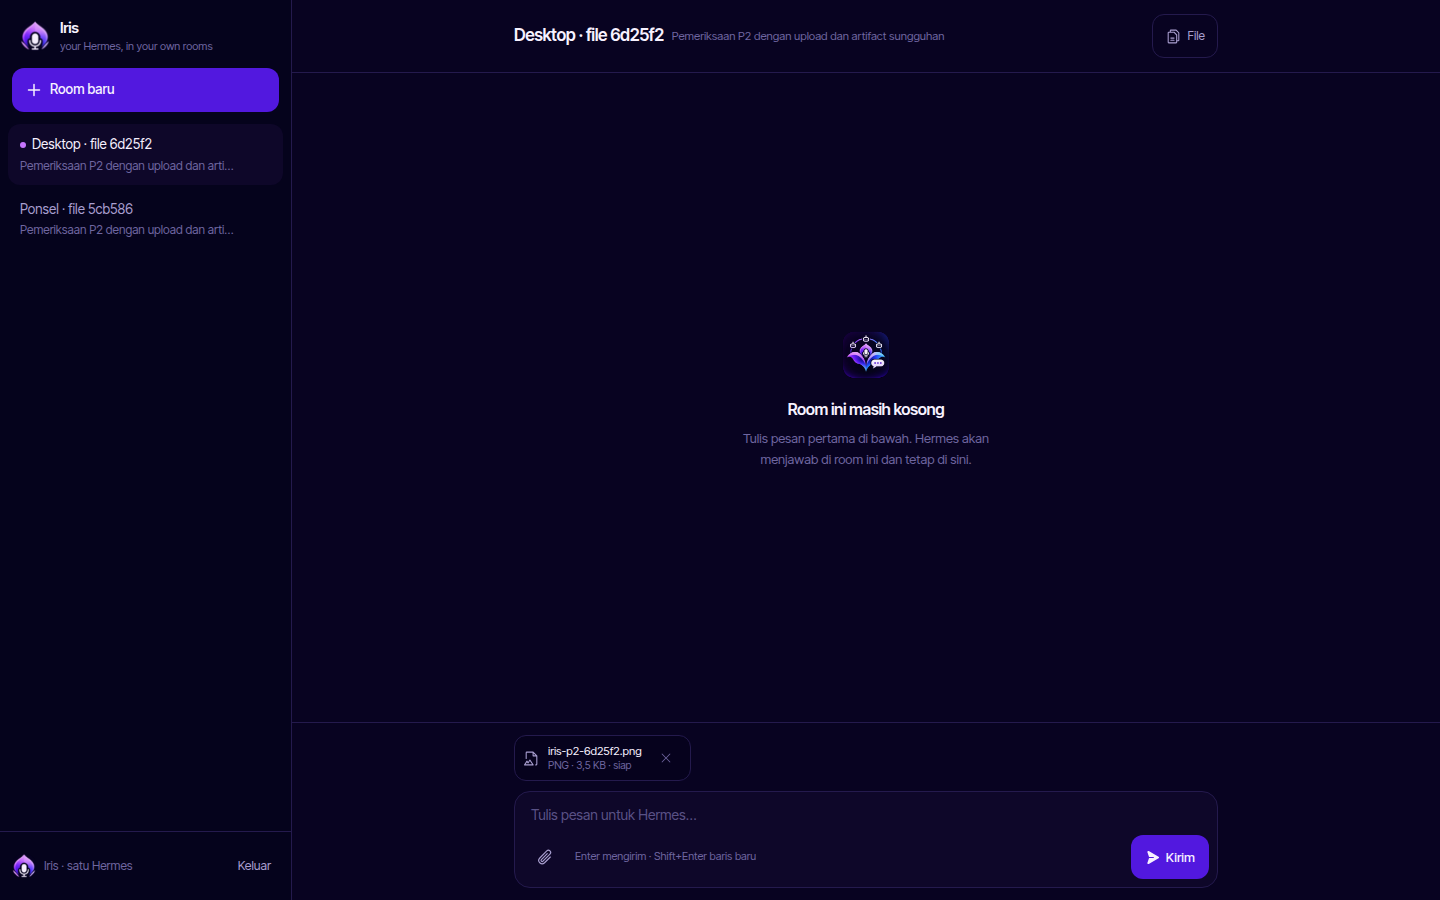 Iris
your Hermes, in your own rooms
Room baru
Desktop · file 6d25f2
Pemeriksaan P2 dengan upload dan arti...
Ponsel · file 5cb586
Pemeriksaan P2 dengan upload dan arti...
Iris · satu Hermes
Keluar
Desktop · file 6d25f2 Pemeriksaan P2 dengan upload dan artifact sungguhan
File
Room ini masih kosong
Tulis pesan pertama di bawah. Hermes akan
menjawab di room ini dan tetap di sini.
iris-p2-6d25f2.png
PNG · 3,5 KB · siap
Tulis pesan untuk Hermes...
Enter mengirim · Shift+Enter baris baru
Kirim